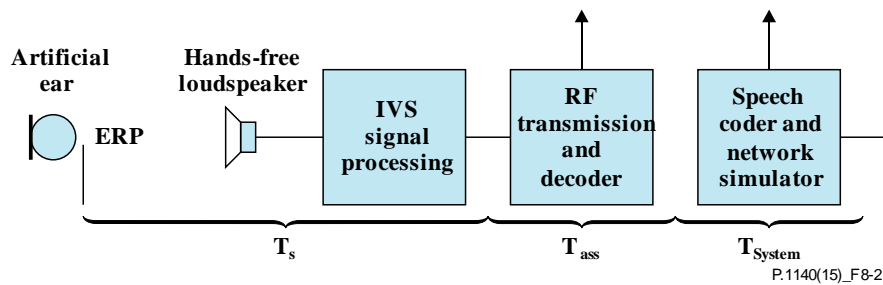 Artificial
ear
ERP
Hands-free
loudspeaker
IVS
signal
processing
RF
transmission
and
decoder
Speech
coder and
network
simulator
Ts
Tass
TSystem
P.1140(15)_F8-2